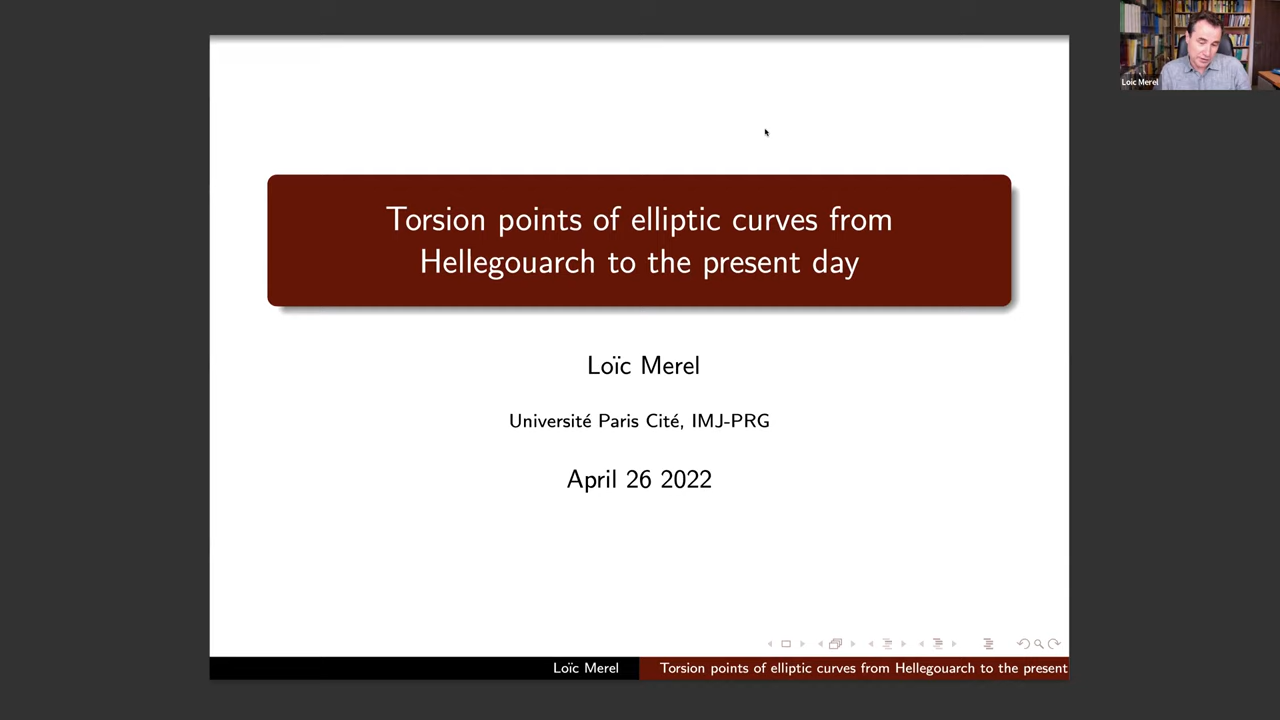 Loïc Merel
Torsion points of elliptic curves from
Hellegouarch to the present day
Loïc Merel
Université Paris Cité, IMJ-PRG
April 26 2022
Loïc Merel
Torsion points of elliptic curves from Hellegouarch to the present